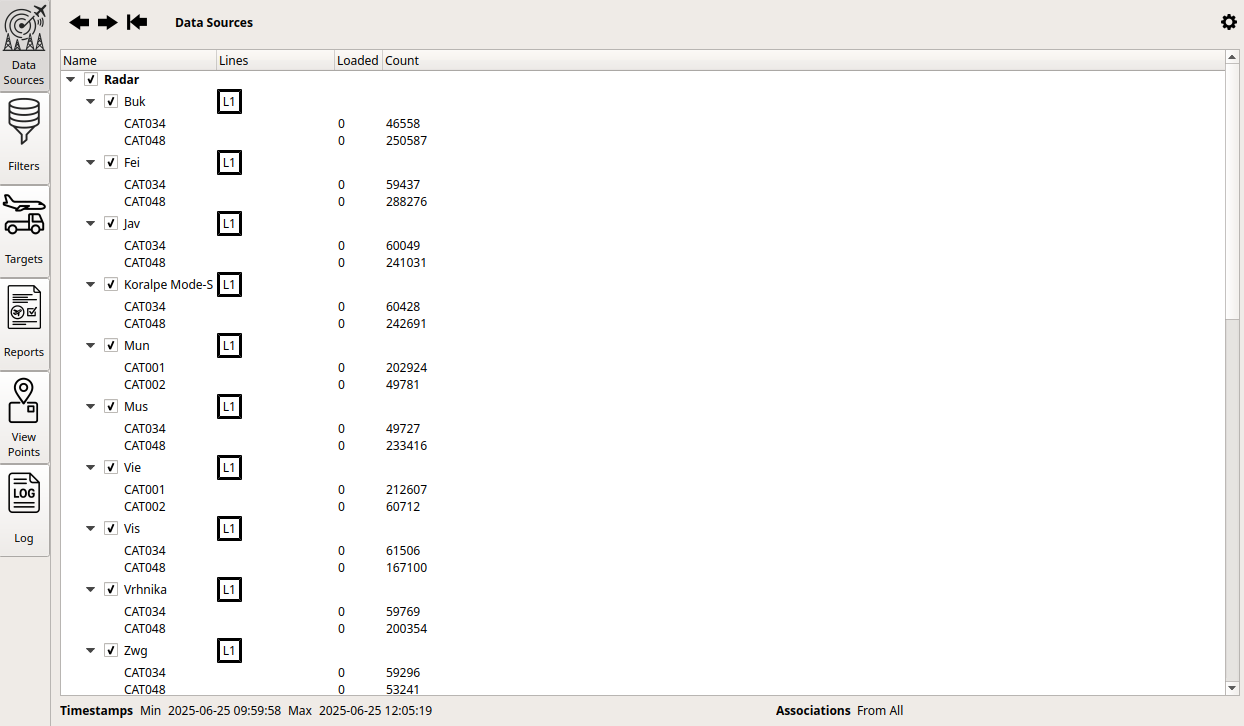 Data Sources
Data
Sources
Filters
Targets
Reports
View
Points
LOG
Log
Name Lines Loaded Count
Radar
Buk L1
CAT034 0 46558
CAT048 0 250587
Fei L1
CAT034 0 59437
CAT048 0 288276
Jav L1
CAT034 0 60049
CAT048 0 241031
Koralpe Mode-S L1
CAT034 0 60428
CAT048 0 242691
Mun L1
CAT001 0 202924
CAT002 0 49781
Mus L1
CAT034 0 49727
CAT048 0 233416
Vie L1
CAT001 0 212607
CAT002 0 60712
Vis L1
CAT034 0 61506
CAT048 0 167100
Vrhnika L1
CAT034 0 59769
CAT048 0 200354
Zwg L1
CAT034 0 59296
CAT048 0 53241
Timestamps Min 2025-06-25 09:59:58 Max 2025-06-25 12:05:19 Associations From All